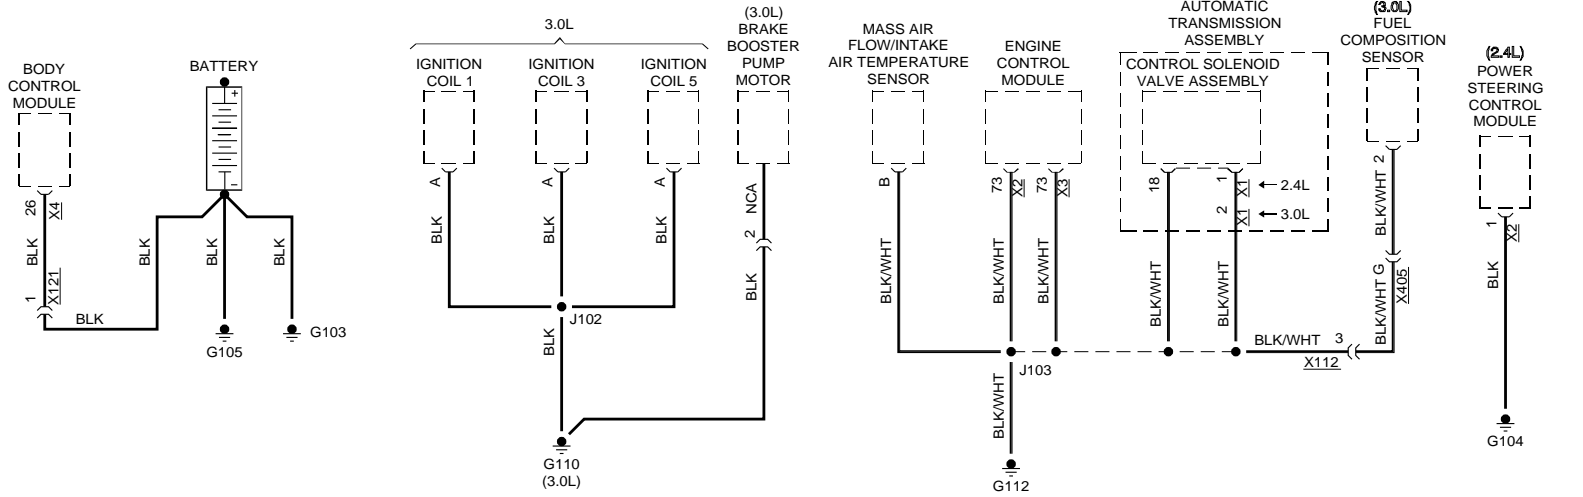 BODY
CONTROL
MODULE
26
X4
BLK
1
X121
BLK
BATTERY
+
-
BLK
BLK
BLK
G105
G103
3.0L
IGNITION
COIL 1
A
BLK
IGNITION
COIL 3
A
BLK
IGNITION
COIL 5
A
BLK
J102
BLK
G110
(3.0L)
(3.0L)
BRAKE
BOOSTER
PUMP
MOTOR
NCA
2
BLK
MASS AIR
FLOW/INTAKE
AIR TEMPERATURE
SENSOR
B
BLK/WHT
ENGINE
CONTROL
MODULE
73
X2
73
X3
BLK/WHT
BLK/WHT
J103
BLK/WHT
G112
AUTOMATIC
TRANSMISSION
ASSEMBLY
CONTROL SOLENOID
VALVE ASSEMBLY
18
1
X1
2.4L
2
X1
3.0L
BLK/WHT
BLK/WHT
BLK/WHT
3
X112
(3.0L)
FUEL
COMPOSITION
SENSOR
2
BLK/WHT
G
X405
BLK/WHT
(2.4L)
POWER
STEERING
CONTROL
MODULE
1
X2
BLK
G104